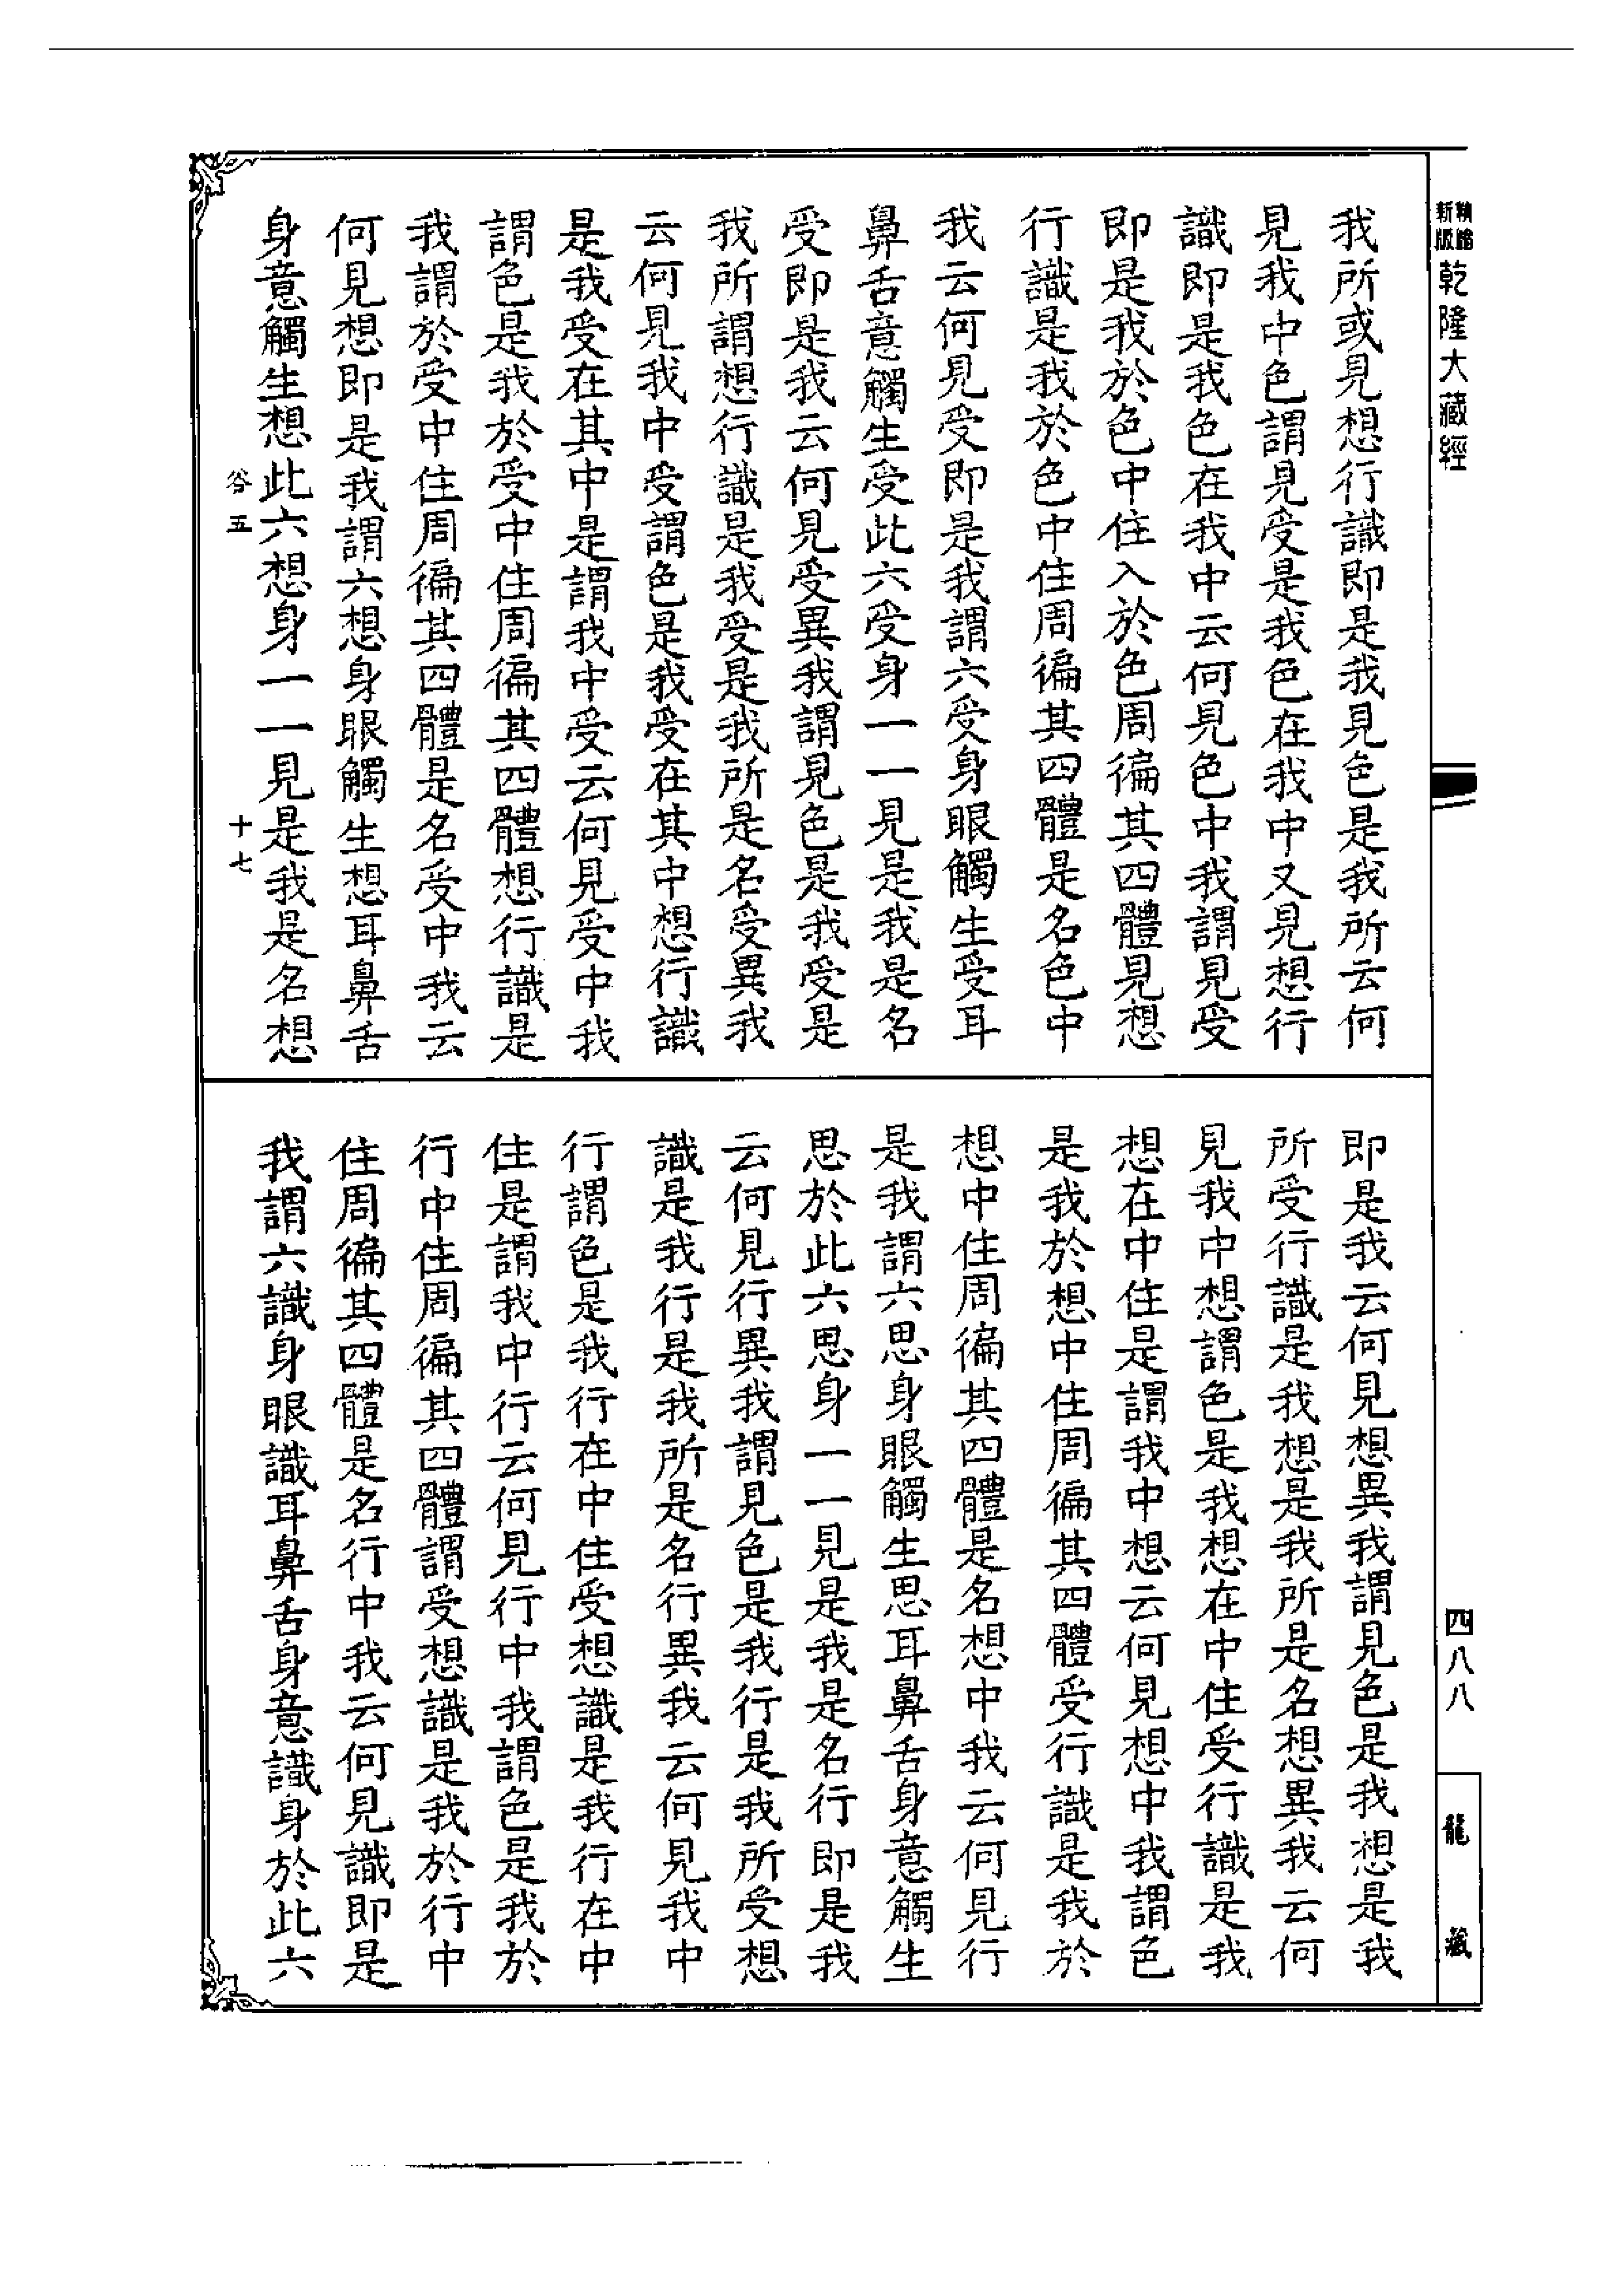 精縮新版乾隆大藏經
四八八
龍藏
我所或見想行識即是我見色是我所云何
見我中色謂見受是我色在我中又見想行
識即是我色在我中云何見色中我謂見受
即是我於色中住入於色周徧其四體見想
行識是我於色中住周徧其四體是名色中
我云何見受即是我謂六受身眼觸生受耳
鼻舌意觸生受此六受身一一見是我是名
受即是我云何見受異我謂見色是我受是
我所謂想行識是我受是我所是名受異我
云何見我中受謂色是我受在其中想行識
是我受在其中是謂我中受云何見受中我
謂色是我於受中住周徧其四體想行識是
我謂於受中住周徧其四體是名受中我云
何見想即是我謂六想身眼觸生想耳鼻舌
身意觸生想此六想身一一見是我是名想
谷五 十七
即是我云何見想異我謂見色是我想是我
所受行識是我想是我所是名想異我云何
見我中想謂色是我想在中住受行識是我
想在中住是謂我中想云何見想中我謂色
是我於想中住周徧其四體受行識是我於
想中住周徧其四體是名想中我云何見行
是我謂六思身眼觸生思耳鼻舌身意觸生
思於此六思身一一見是我是名行即是我
云何見行異我謂見色是我行是我所受想
識是我行是我所是名行異我云何見我中
行謂色是我行在中住受想識是我行在中
住是謂我中行云何見行中我謂色是我於
行中住周徧其四體謂受想識是我於行中
住周徧其四體是名行中我云何見識即是
我謂六識身眼識耳鼻舌身意識身於此六